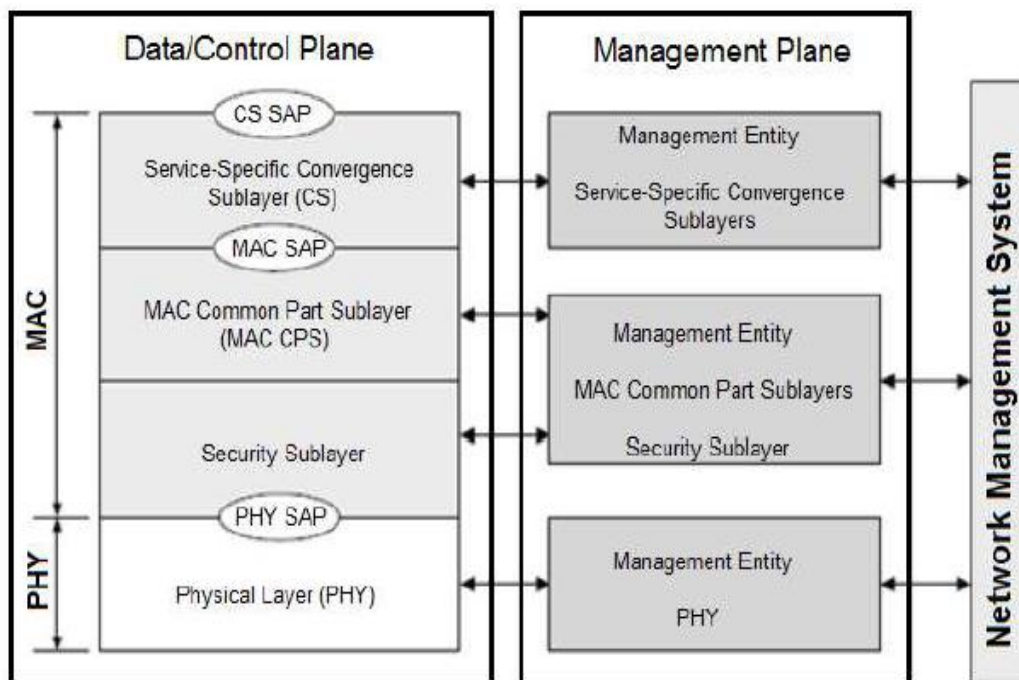 Data/Control Plane
CS SAP
Service-Specific Convergence
Sublayer (CS)
MAC SAP
MAC Common Part Sublayer
(MAC CPS)
Security Sublayer
PHY SAP
Physical Layer (PHY)
MAC
PHY
Management Plane
Management Entity
Service-Specific Convergence
Sublayers
Management Entity
MAC Common Part Sublayers
Security Sublayer
Management Entity
PHY
Network Management System